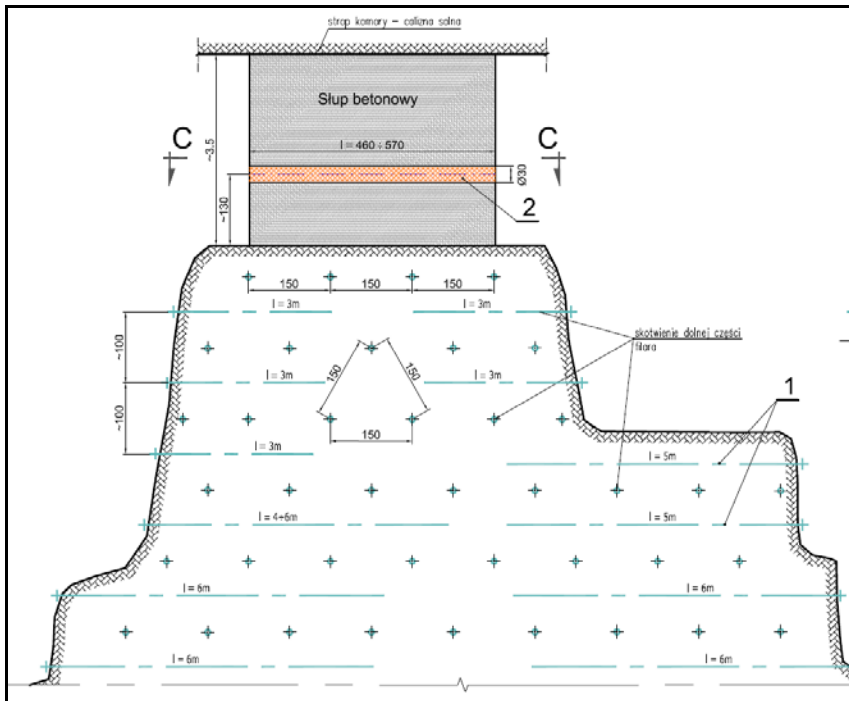 strop komory – calizna solna
Słup betonowy
C
C
l = 460 ÷ 570
~3.5
Ø30
2
~130
150
150
150
l = 3m
l = 3m
skotwienie dolnej części
filara
~100
150
150
l = 3m
l = 3m
1
~100
150
l = 3m
l = 5m
l = 4÷6m
l = 5m
l = 6m
l = 6m
l = 6m
l = 6m